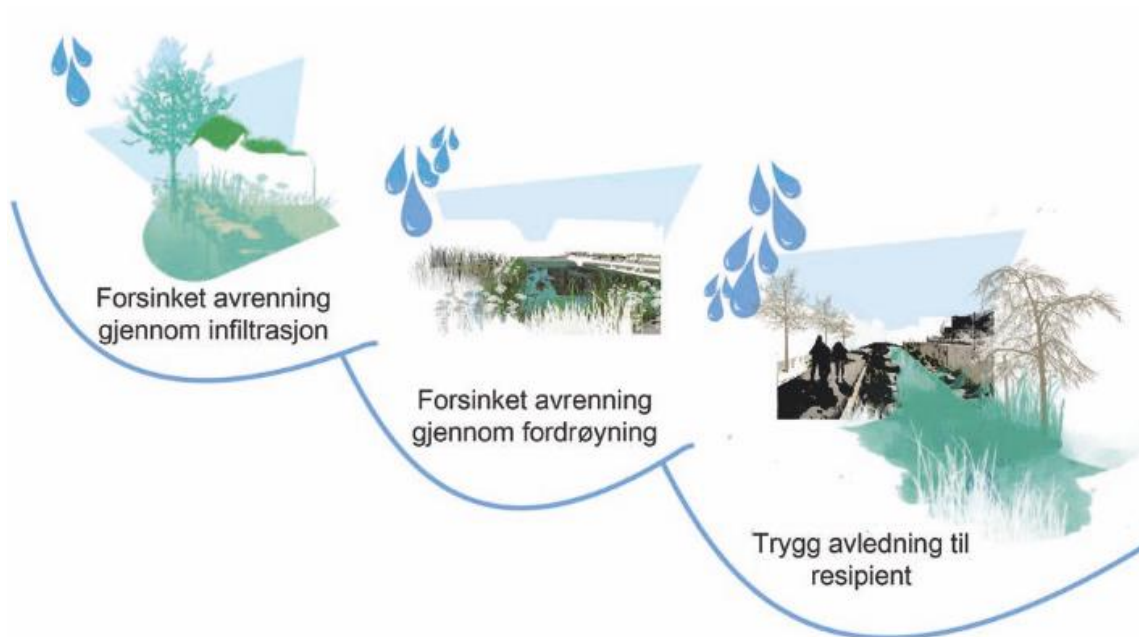 Forsinket avrenning
gjennom infiltrasjon
Forsinket avrenning
gjennom fordrøyning
Trygg avledning til
resipient